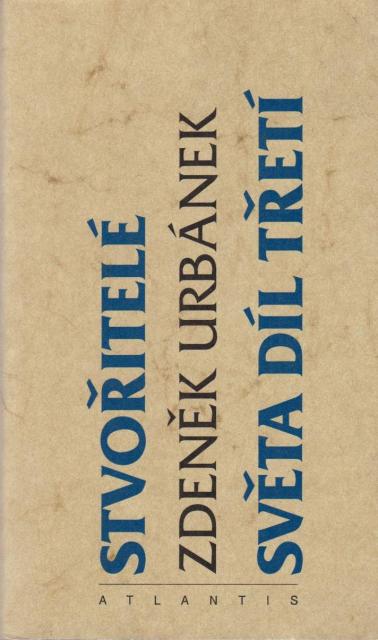 STVOŘITELÉ
ZDENĚK URBÁNEK
SVĚTA DÍL TŘETÍ
ATLANTIS